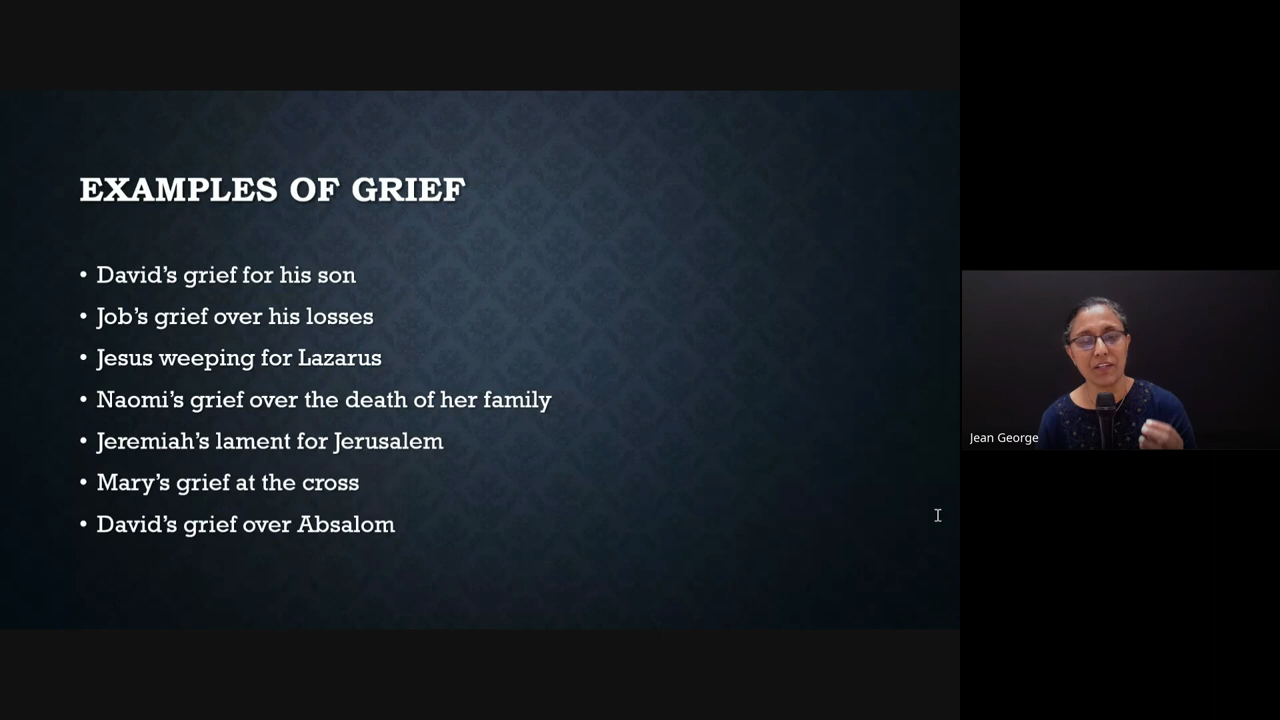 EXAMPLES OF GRIEF
• David’s grief for his son
• Job’s grief over his losses
• Jesus weeping for Lazarus
• Naomi’s grief over the death of her family
• Jeremiah’s lament for Jerusalem
• Mary’s grief at the cross
• David’s grief over Absalom
Jean George